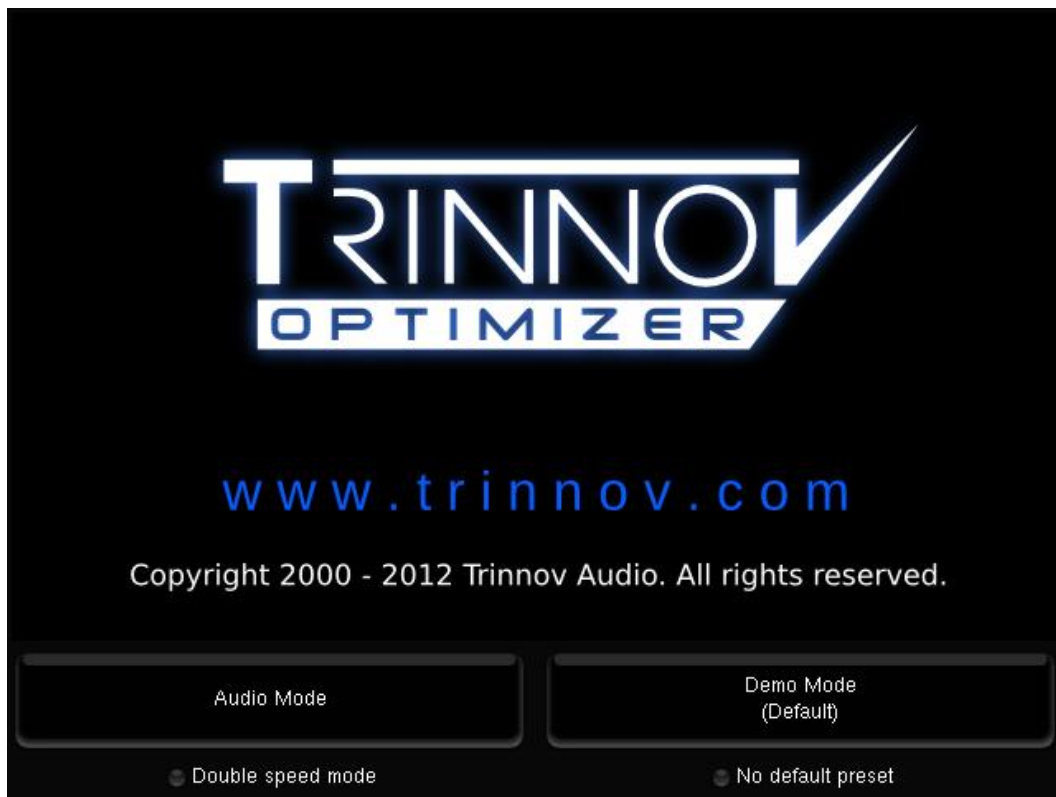 TRINNOV
OPTIMIZER
www.trinnov.com
Copyright 2000 - 2012 Trinnov Audio. All rights reserved.
Audio Mode
Demo Mode
(Default)
Double speed mode
No default preset